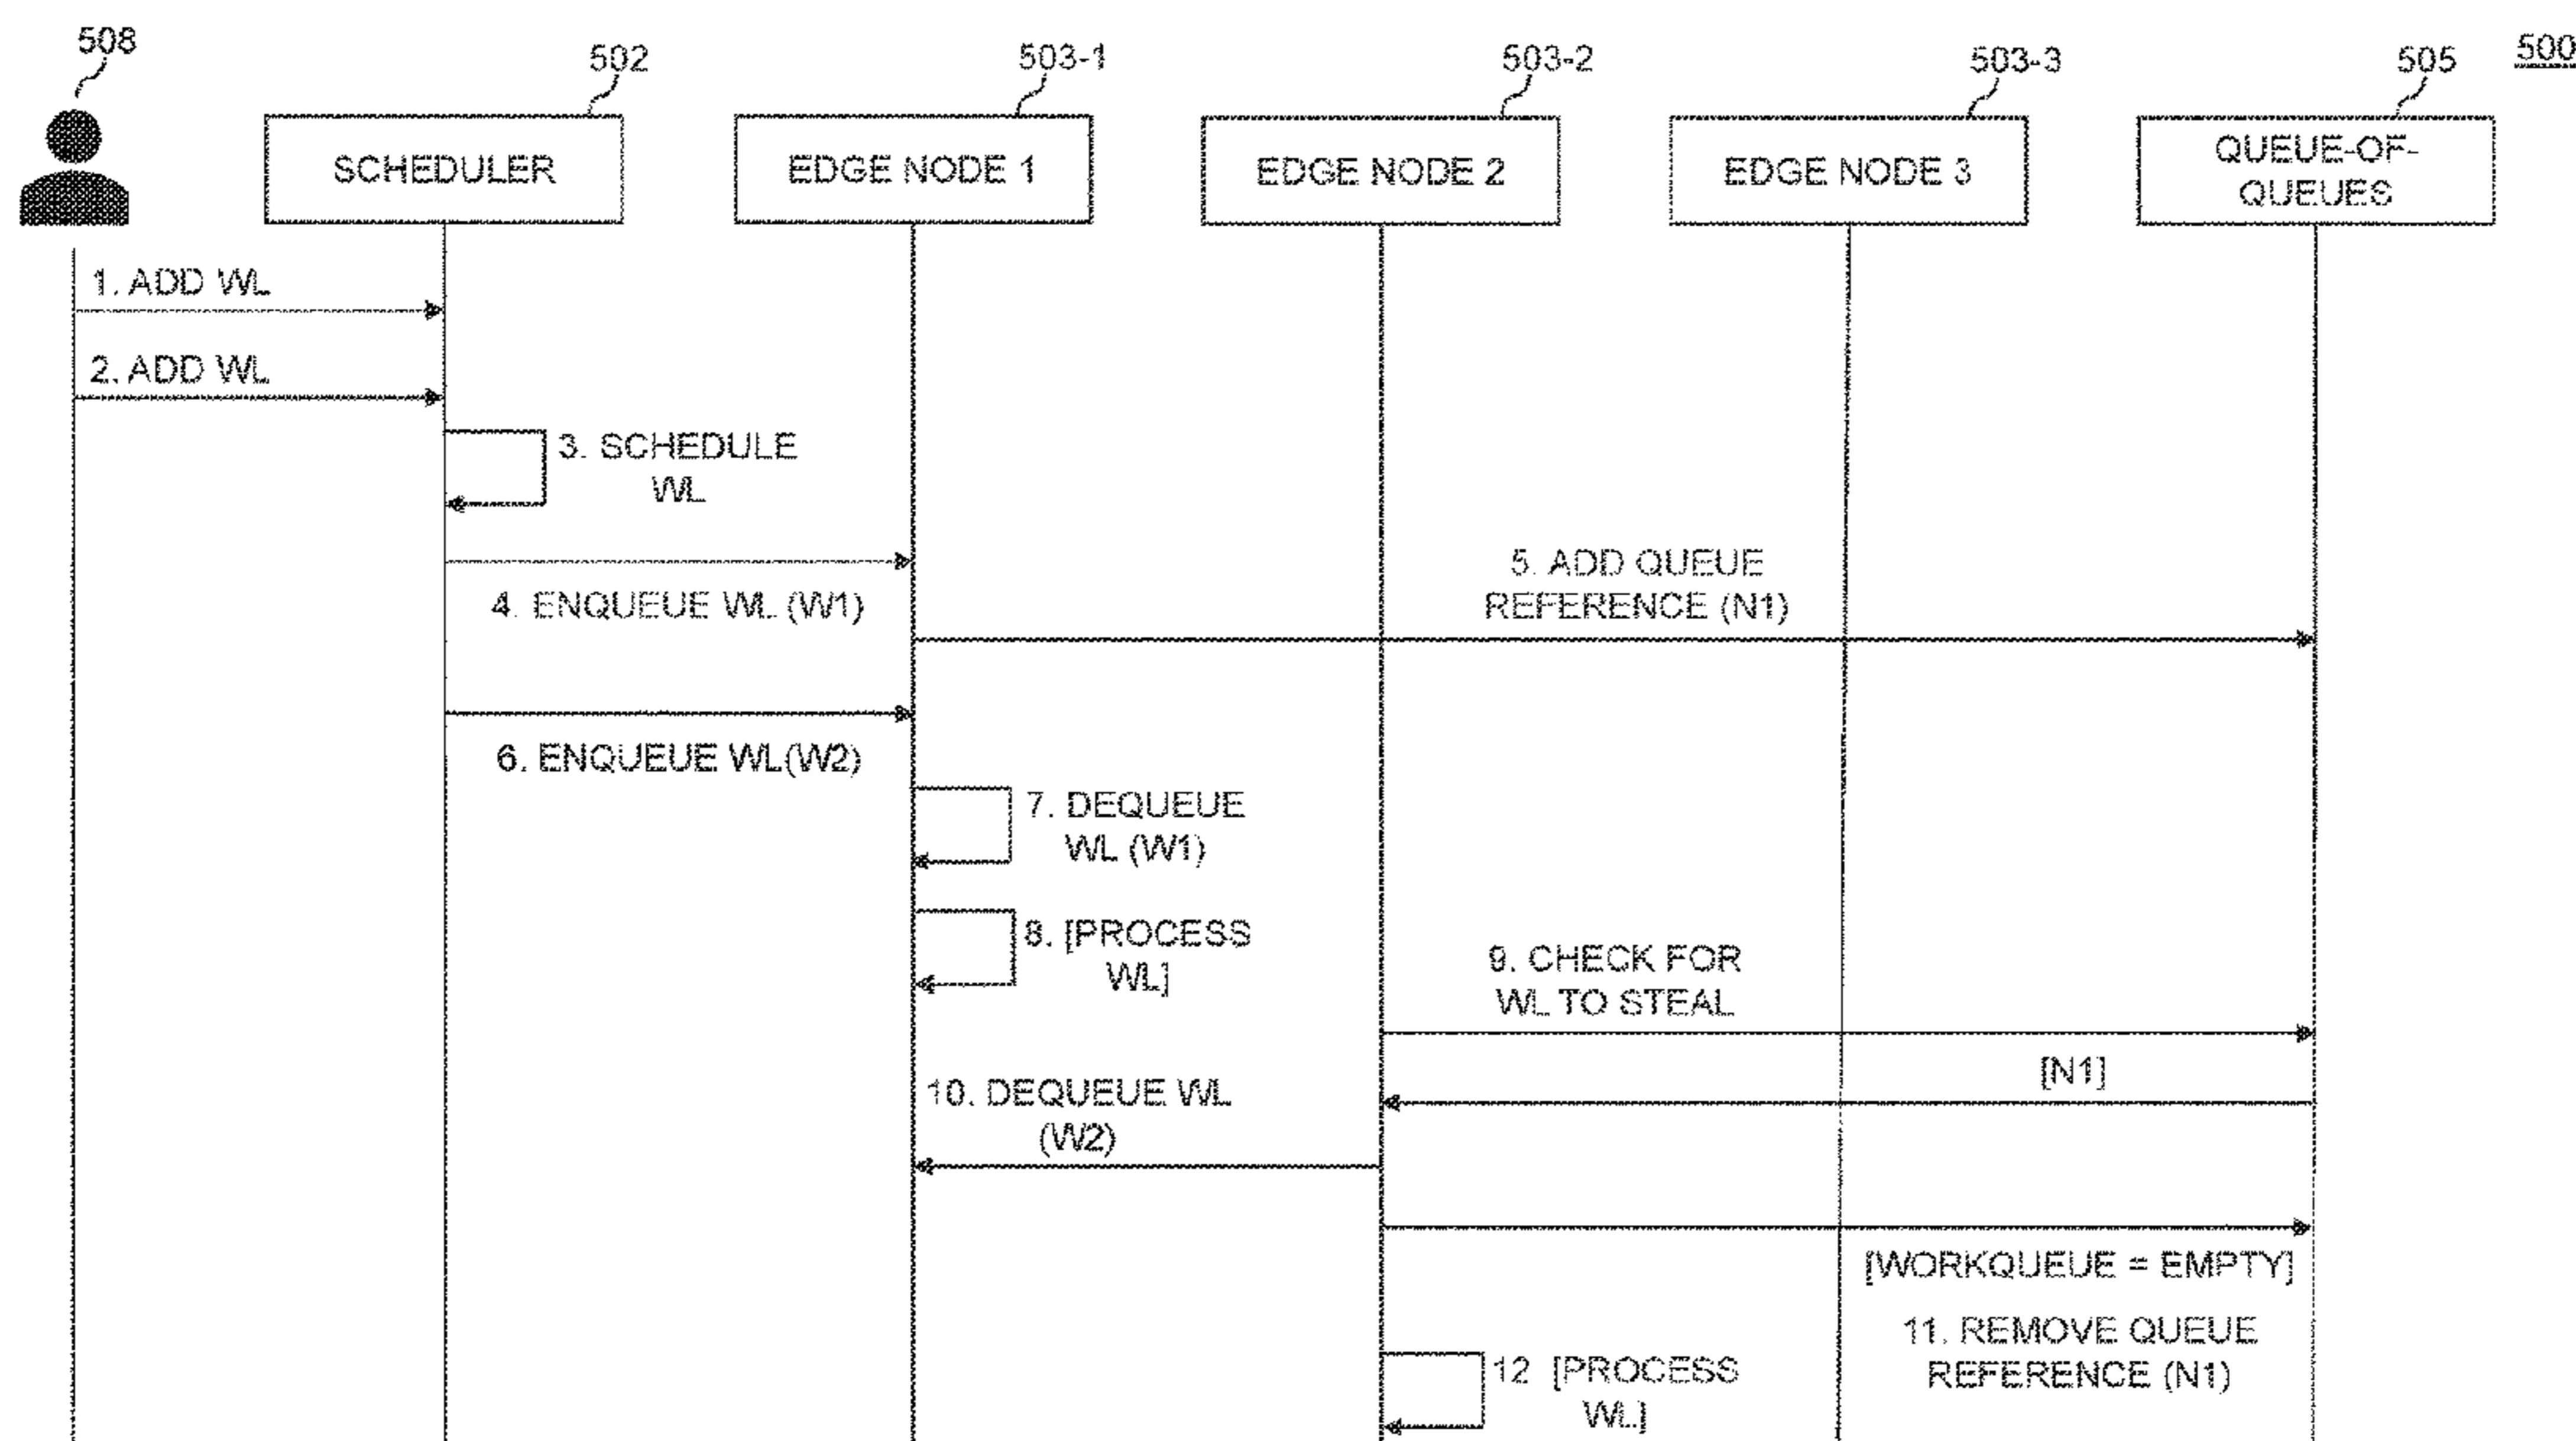 508
502
503-1
503-2
503-3
505
500
SCHEDULER
EDGE NODE 1
EDGE NODE 2
EDGE NODE 3
QUEUE-OF-
QUEUES
1. ADD WL
2. ADD WL
3. SCHEDULE
WL
4. ENQUEUE WL (W1)
5. ADD QUEUE
REFERENCE (N1)
6. ENQUEUE WL(W2)
7. DEQUEUE
WL (W1)
8. [PROCESS
WL]
9. CHECK FOR
WL TO STEAL
[N1]
10. DEQUEUE WL
(W2)
[WORKQUEUE = EMPTY]
11. REMOVE QUEUE
REFERENCE (N1)
12 [PROCESS
WL]